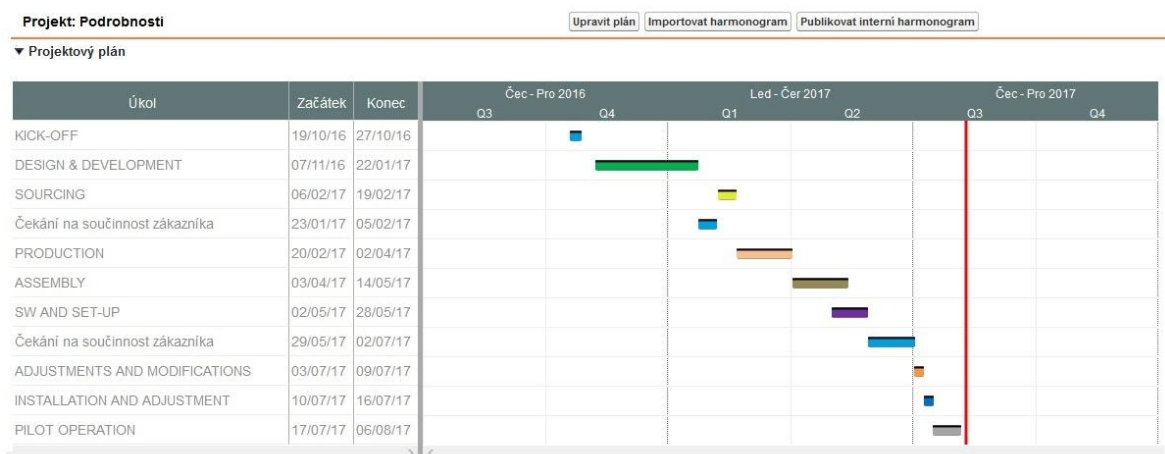 Projekt: Podrobnosti Upravit plán Importovat harmonogram Publikovat interní harmonogram
▼ Projektový plán
Úkol Začátek Konec Čec - Pro 2016 Led - Čer 2017 Čec - Pro 2017
Q3 Q4 Q1 Q2 Q3 Q4
KICK-OFF 19/10/16 27/10/16
DESIGN & DEVELOPMENT 07/11/16 22/01/17
SOURCING 06/02/17 19/02/17
Čekání na součinnost zákazníka 23/01/17 05/02/17
PRODUCTION 20/02/17 02/04/17
ASSEMBLY 03/04/17 14/05/17
SW AND SET-UP 02/05/17 28/05/17
Čekání na součinnost zákazníka 29/05/17 02/07/17
ADJUSTMENTS AND MODIFICATIONS 03/07/17 09/07/17
INSTALLATION AND ADJUSTMENT 10/07/17 16/07/17
PILOT OPERATION 17/07/17 06/08/17